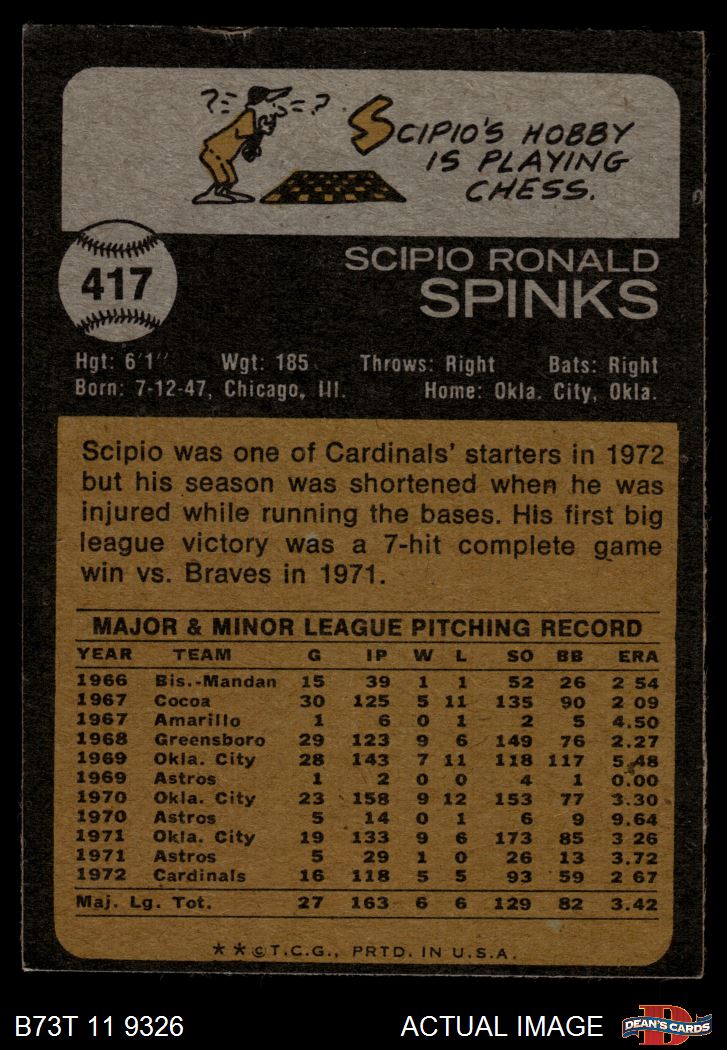 ?
?
SCIPIO'S HOBBY
IS PLAYING
CHESS.
417
SCIPIO RONALD
SPINKS
Hgt: 6'1" Wgt: 185 Throws: Right Bats: Right
Born: 7-12-47, Chicago, Ill. Home: Okla. City, Okla.
Scipio was one of Cardinals' starters in 1972
but his season was shortened when he was
injured while running the bases. His first big
league victory was a 7-hit complete game
win vs. Braves in 1971.
MAJOR & MINOR LEAGUE PITCHING RECORD
YEAR TEAM G IP W L SO BB ERA
1966 Bis.-Mandan 15 39 1 1 52 26 2 54
1967 Cocoa 30 125 5 11 135 90 2 09
1967 Amarillo 1 6 0 1 2 5 4.50
1968 Greensboro 29 123 9 6 149 76 2.27
1969 Okla. City 28 143 7 11 118 117 5.48
1969 Astros 1 2 0 0 4 1 0.00
1970 Okla. City 23 158 9 12 153 77 3.30
1970 Astros 5 14 0 1 6 9 9.64
1971 Okla. City 19 133 9 6 173 85 3 26
1971 Astros 5 29 1 0 26 13 3.72
1972 Cardinals 16 118 5 5 93 59 2 67
Maj. Lg. Tot. 27 163 6 6 129 82 3.42
**©T.C.G., PRTD. IN U.S.A.
B73T 11 9326 ACTUAL IMAGE
D
DEAN'S CARDS